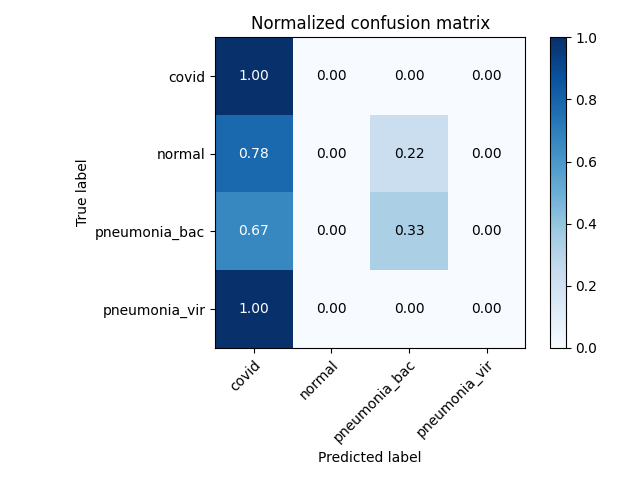 Normalized confusion matrix
True label
covid 1.00 0.00 0.00 0.00
normal 0.78 0.00 0.22 0.00
pneumonia_bac 0.67 0.00 0.33 0.00
pneumonia_vir 1.00 0.00 0.00 0.00
covid normal pneumonia_bac pneumonia_vir
Predicted label
1.0
0.8
0.6
0.4
0.2
0.0